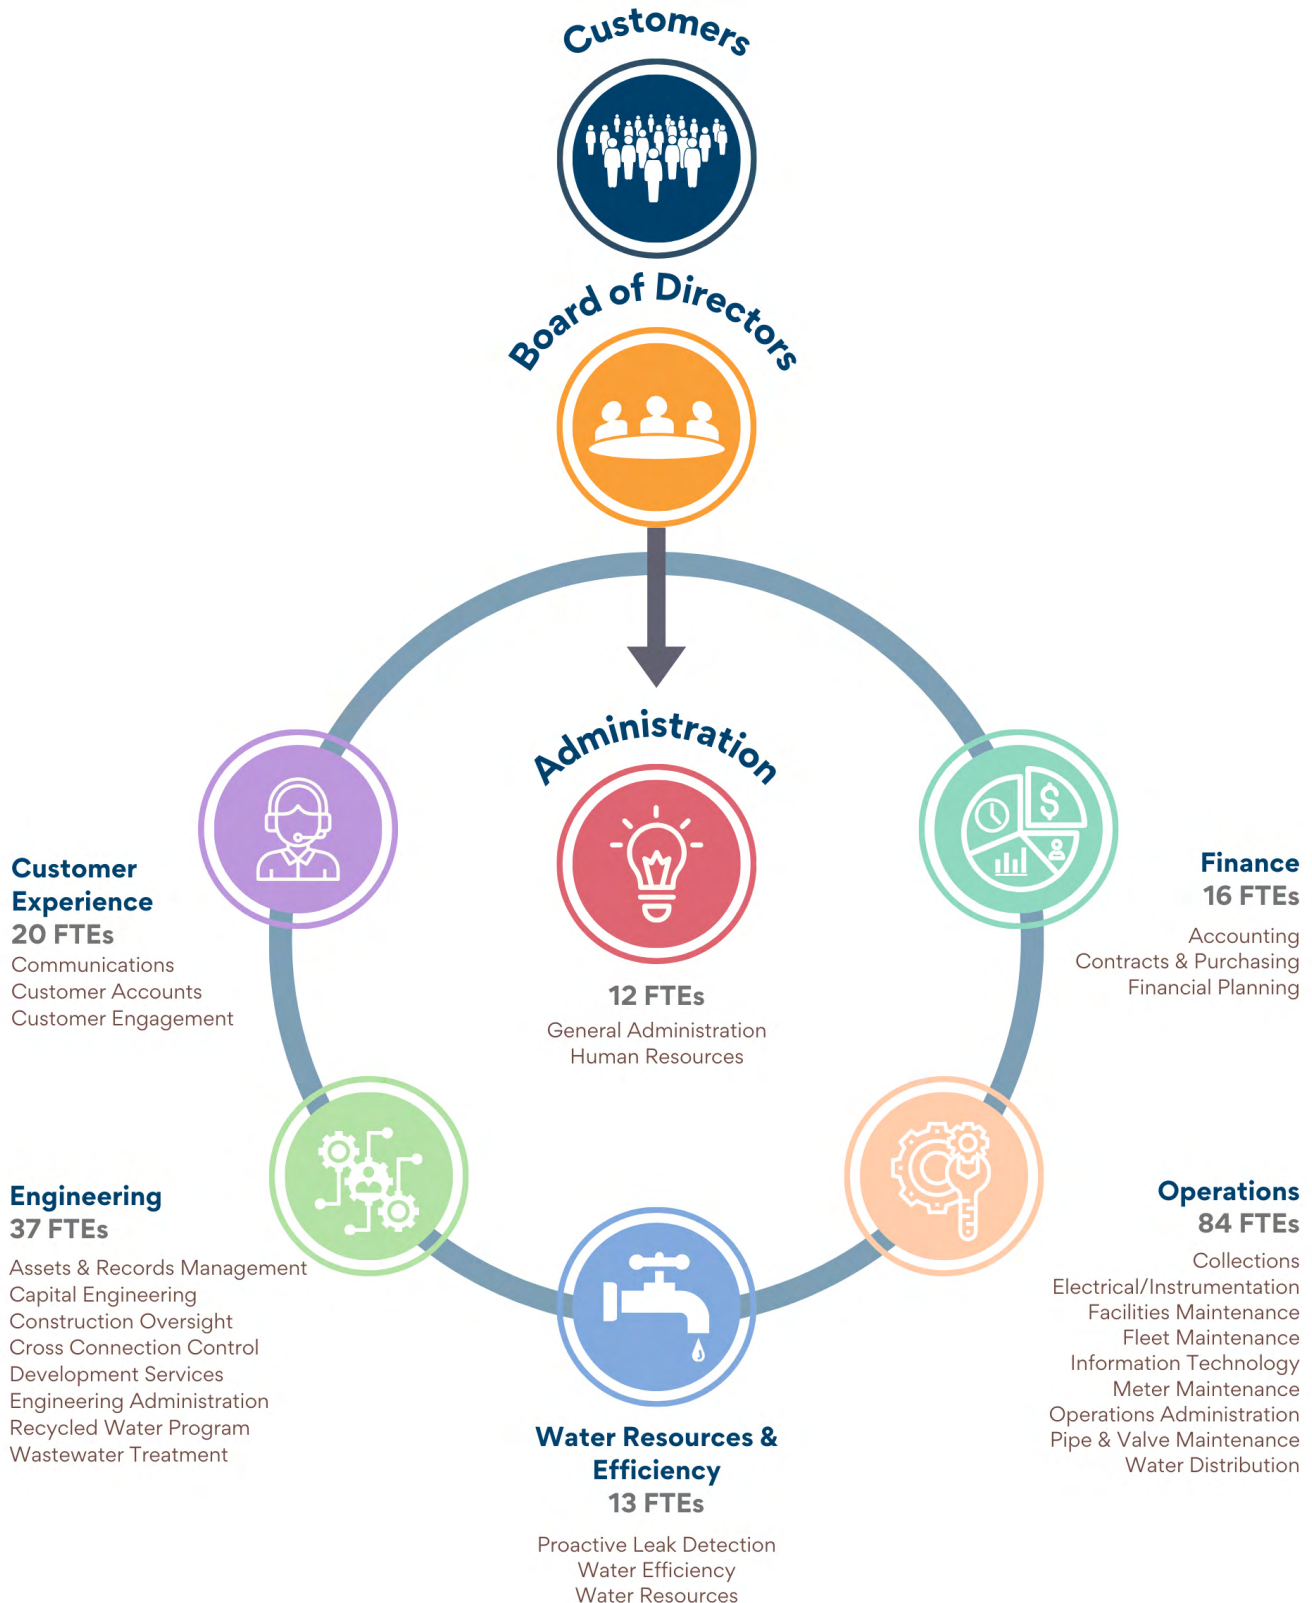 Customers
Board of Directors
Administration
12 FTEs
General Administration
Human Resources
Customer
Experience
20 FTEs
Communications
Customer Accounts
Customer Engagement
Finance
16 FTEs
Accounting
Contracts & Purchasing
Financial Planning
Engineering
37 FTEs
Assets & Records Management
Capital Engineering
Construction Oversight
Cross Connection Control
Development Services
Engineering Administration
Recycled Water Program
Wastewater Treatment
Operations
84 FTEs
Collections
Electrical/Instrumentation
Facilities Maintenance
Fleet Maintenance
Information Technology
Meter Maintenance
Operations Administration
Pipe & Valve Maintenance
Water Distribution
Water Resources &
Efficiency
13 FTEs
Proactive Leak Detection
Water Efficiency
Water Resources
$